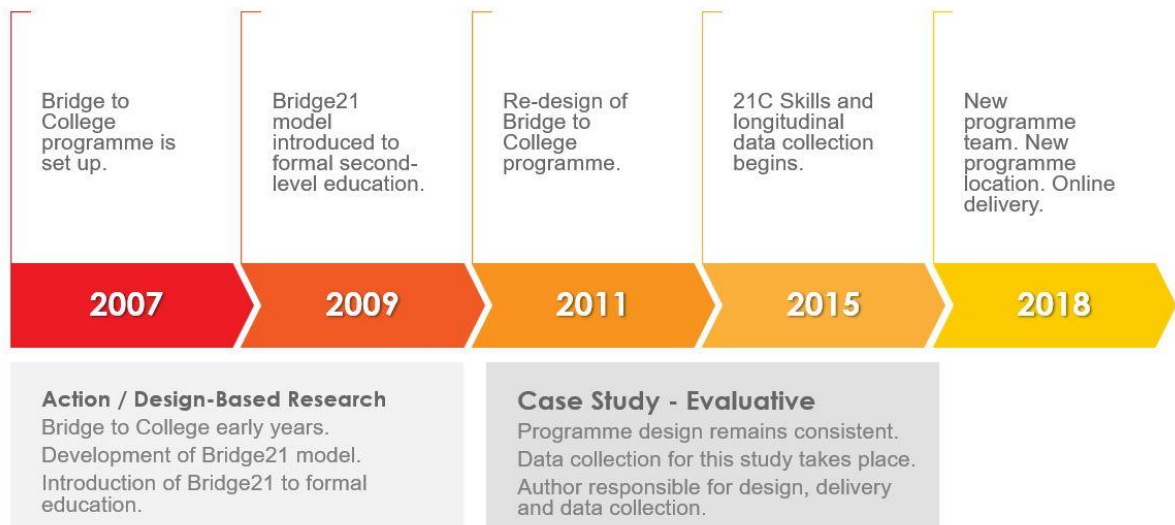 Bridge to
College
programme is
set up.
Bridge21
model
introduced to
formal second-
level education.
Re-design of
Bridge to
College
programme.
21C Skills and
longitudinal
data collection
begins.
New
programme
team. New
programme
location. Online
delivery.
2007
2009
2011
2015
2018
Action / Design-Based Research
Bridge to College early years.
Development of Bridge21 model.
Introduction of Bridge21 to formal
education.
Case Study - Evaluative
Programme design remains consistent.
Data collection for this study takes place.
Author responsible for design, delivery
and data collection.